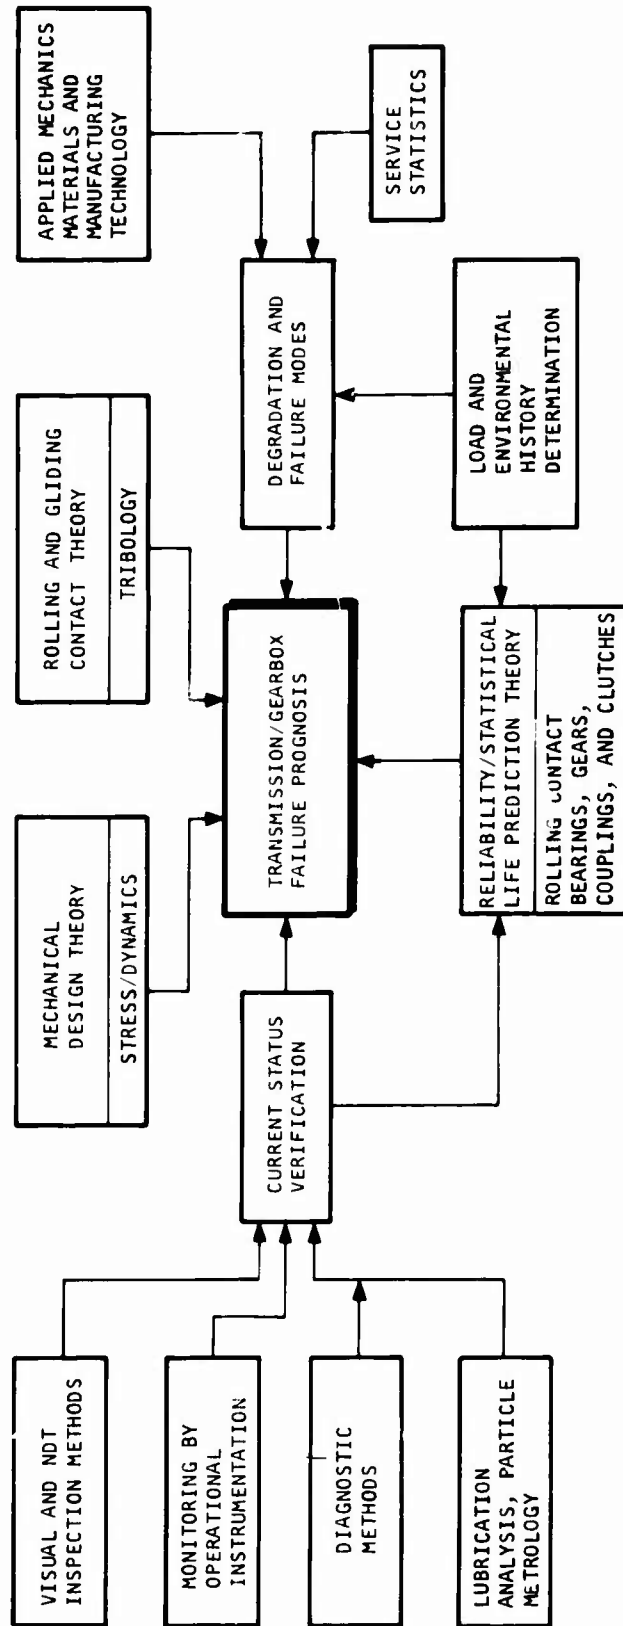 VISUAL AND NDT
INSPECTION METHODS
MONITORING BY
OPERATIONAL
INSTRUMENTATION
DIAGNOSTIC
METHODS
LUBRICATION
ANALYSIS, PARTICLE
METROLOGY
MECHANICAL
DESIGN THEORY
STRESS/DYNAMICS
CURRENT STATUS
VERIFICATION
ROLLING AND GLIDING
CONTACT THEORY
TRIBOLOGY
TRANSMISSION/GEARBOX
FAILURE PROGNOSIS
RELIABILITY/STATISTICAL
LIFE PREDICTION THEORY
ROLLING CONTACT
BEARINGS, GEARS,
COUPLINGS, AND CLUTCHES
APPLIED MECHANICS
MATERIALS AND
MANUFACTURING
TECHNOLOGY
DEGRADATION AND
FAILURE MODES
SERVICE
STATISTICS
LOAD AND
ENVIRONMENTAL
HISTORY
DETERMINATION